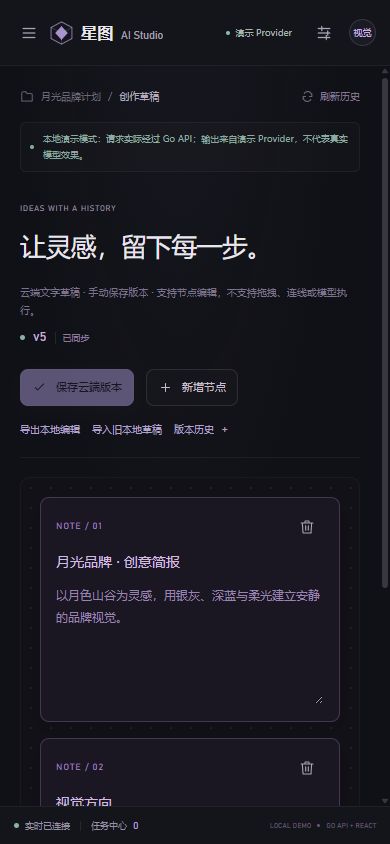 星图 AI Studio
演示 Provider
视觉
月光品牌计划 / 创作草稿
刷新历史
本地演示模式：请求实际经过 Go API；输出来自演示 Provider，不代表真实
模型效果。
IDEAS WITH A HISTORY
让灵感，留下每一步。
云端文字草稿 · 手动保存版本 · 支持节点编辑，不支持拖拽、连线或模型执
行。
v5 已同步
保存云端版本
+ 新增节点
导出本地编辑 导入旧本地草稿 版本历史 +
NOTE / 01
月光品牌 · 创意简报
以月色山谷为灵感，用银灰、深蓝与柔光建立安静
的品牌视觉。
NOTE / 02
视觉方向
实时已连接 任务中心 0
LOCAL DEMO • GO API + REACT